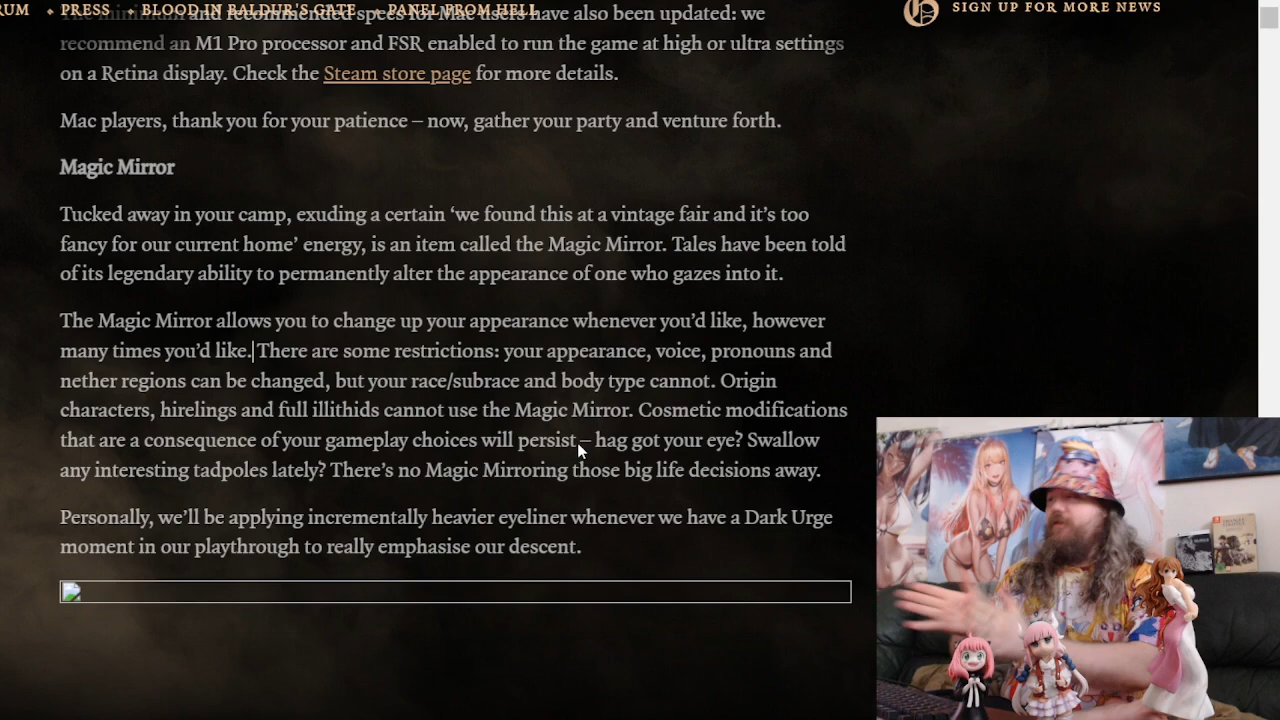 RUM PRESS BLOOD IN BALDUR'S GATE PANEL FROM HELL SIGN UP FOR MORE NEWS
The minimum and recommended specs for Mac users have also been updated: we
recommend an M1 Pro processor and FSR enabled to run the game at high or ultra settings
on a Retina display. Check the Steam store page for more details.
Mac players, thank you for your patience – now, gather your party and venture forth.
Magic Mirror
Tucked away in your camp, exuding a certain ‘we found this at a vintage fair and it’s too
fancy for our current home’ energy, is an item called the Magic Mirror. Tales have been told
of its legendary ability to permanently alter the appearance of one who gazes into it.
The Magic Mirror allows you to change up your appearance whenever you’d like, however
many times you’d like. There are some restrictions: your appearance, voice, pronouns and
nether regions can be changed, but your race/subrace and body type cannot. Origin
characters, hirelings and full illithids cannot use the Magic Mirror. Cosmetic modifications
that are a consequence of your gameplay choices will persist – hag got your eye? Swallow
any interesting tadpoles lately? There’s no Magic Mirroring those big life decisions away.
Personally, we’ll be applying incrementally heavier eyeliner whenever we have a Dark Urge
moment in our playthrough to really emphasise our descent.